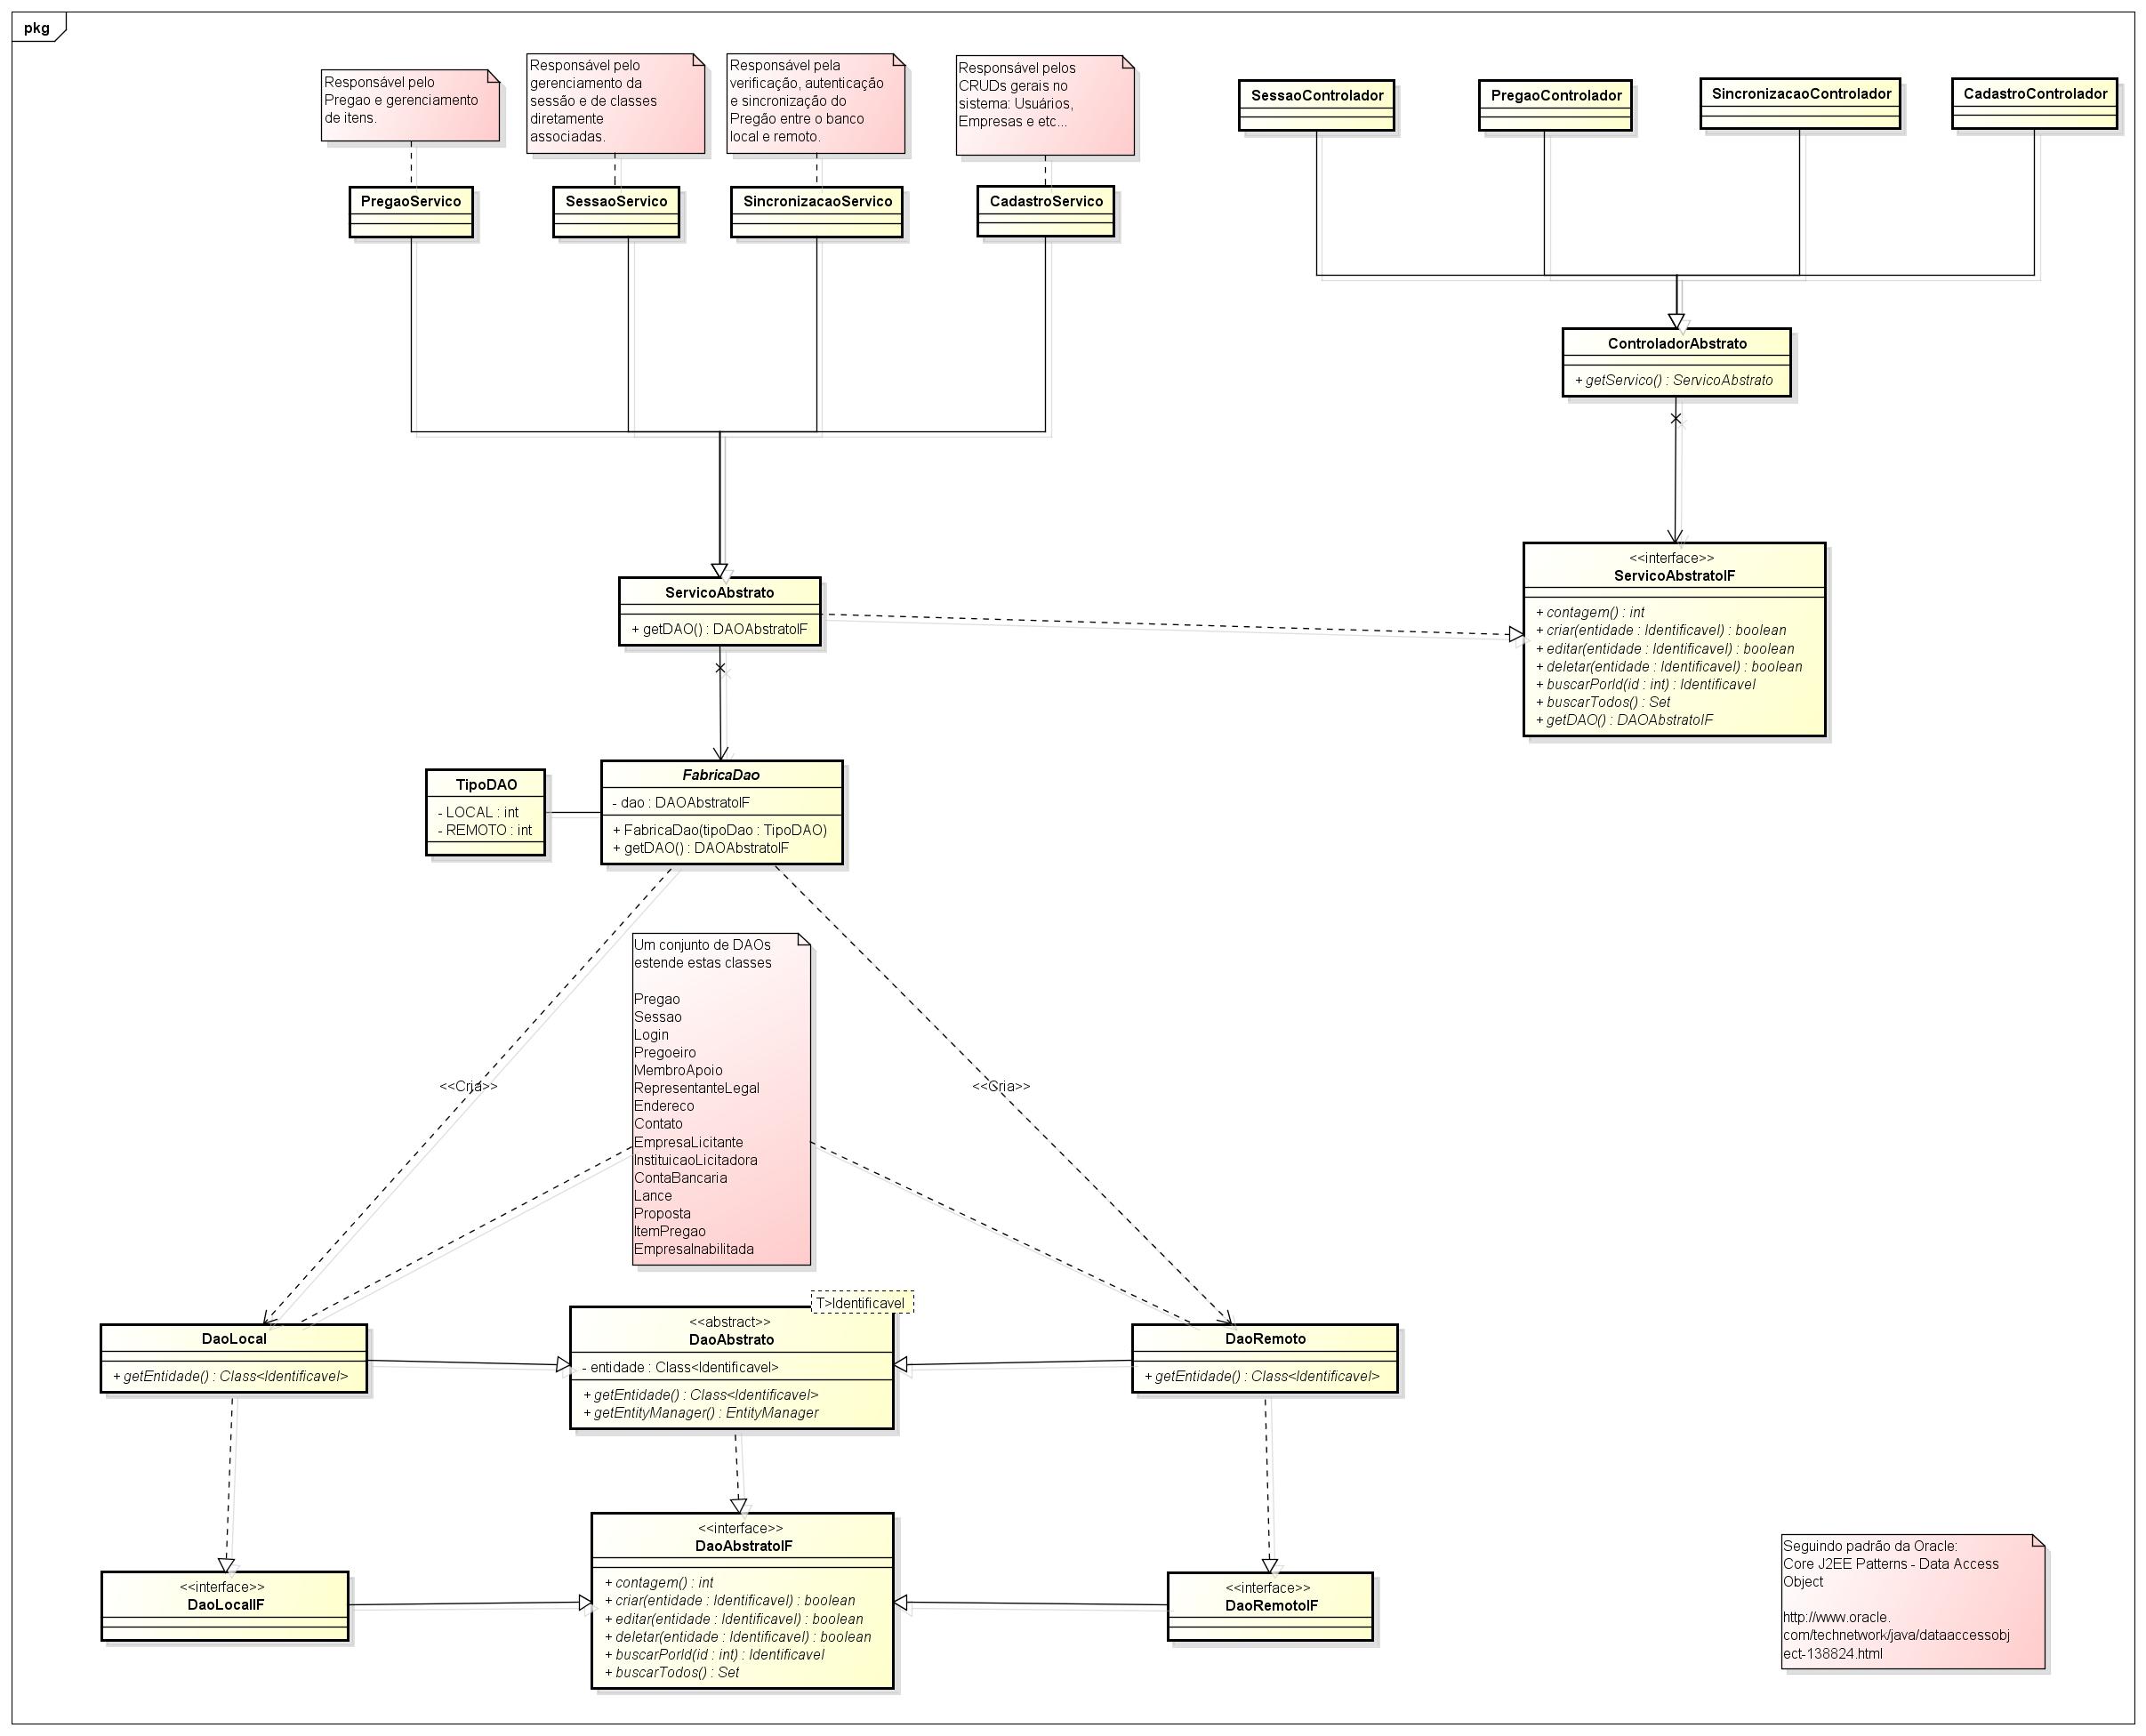 pkg
Responsável pelo
Pregao e gerenciamento
de itens.
Responsável pelo
gerenciamento da
sessão e de classes
diretamente
associadas.
Responsável pela
verificação, autenticação
e sincronização do
Pregão entre o banco
local e remoto.
Responsável pelos
CRUDs gerais no
sistema: Usuários,
Empresas e etc...
SessaoControlador
PregaoControlador
SincronizacaoControlador
CadastroControlador
PregaoServico
SessaoServico
SincronizacaoServico
CadastroServico
ControladorAbstrato
+ getServico() : ServicoAbstrato
<<interface>>
ServicoAbstratoIF
+ contagem() : int
+ criar(entidade : Identificavel) : boolean
+ editar(entidade : Identificavel) : boolean
+ deletar(entidade : Identificavel) : boolean
+ buscarPorId(id : int) : Identificavel
+ buscarTodos() : Set
+ getDAO() : DAOAbstratoIF
ServicoAbstrato
+ getDAO() : DAOAbstratoIF
TipoDAO
- LOCAL : int
- REMOTO : int
FabricaDao
- dao : DAOAbstratoIF
+ FabricaDao(tipoDao : TipoDAO)
+ getDAO() : DAOAbstratoIF
Um conjunto de DAOs
estende estas classes
Pregao
Sessao
Login
Pregoeiro
MembroApoio
RepresentanteLegal
Endereco
Contato
EmpresaLicitante
InstituicaoLicitadora
ContaBancaria
Lance
Proposta
ItemPregao
EmpresaInabilitada
<<Cria>>
<<Cria>>
DaoLocal
+ getEntidade() : Class<Identificavel>
T>Identificavel
<<abstract>>
DaoAbstrato
- entidade : Class<Identificavel>
+ getEntidade() : Class<Identificavel>
+ getEntityManager() : EntityManager
DaoRemoto
+ getEntidade() : Class<Identificavel>
<<interface>>
DaoLocalIF
<<interface>>
DaoAbstratoIF
+ contagem() : int
+ criar(entidade : Identificavel) : boolean
+ editar(entidade : Identificavel) : boolean
+ deletar(entidade : Identificavel) : boolean
+ buscarPorId(id : int) : Identificavel
+ buscarTodos() : Set
<<interface>>
DaoRemotoIF
Seguindo padrão da Oracle:
Core J2EE Patterns - Data Access
Object
http://www.oracle.
com/technetwork/java/dataaccessobj
ect-138824.html